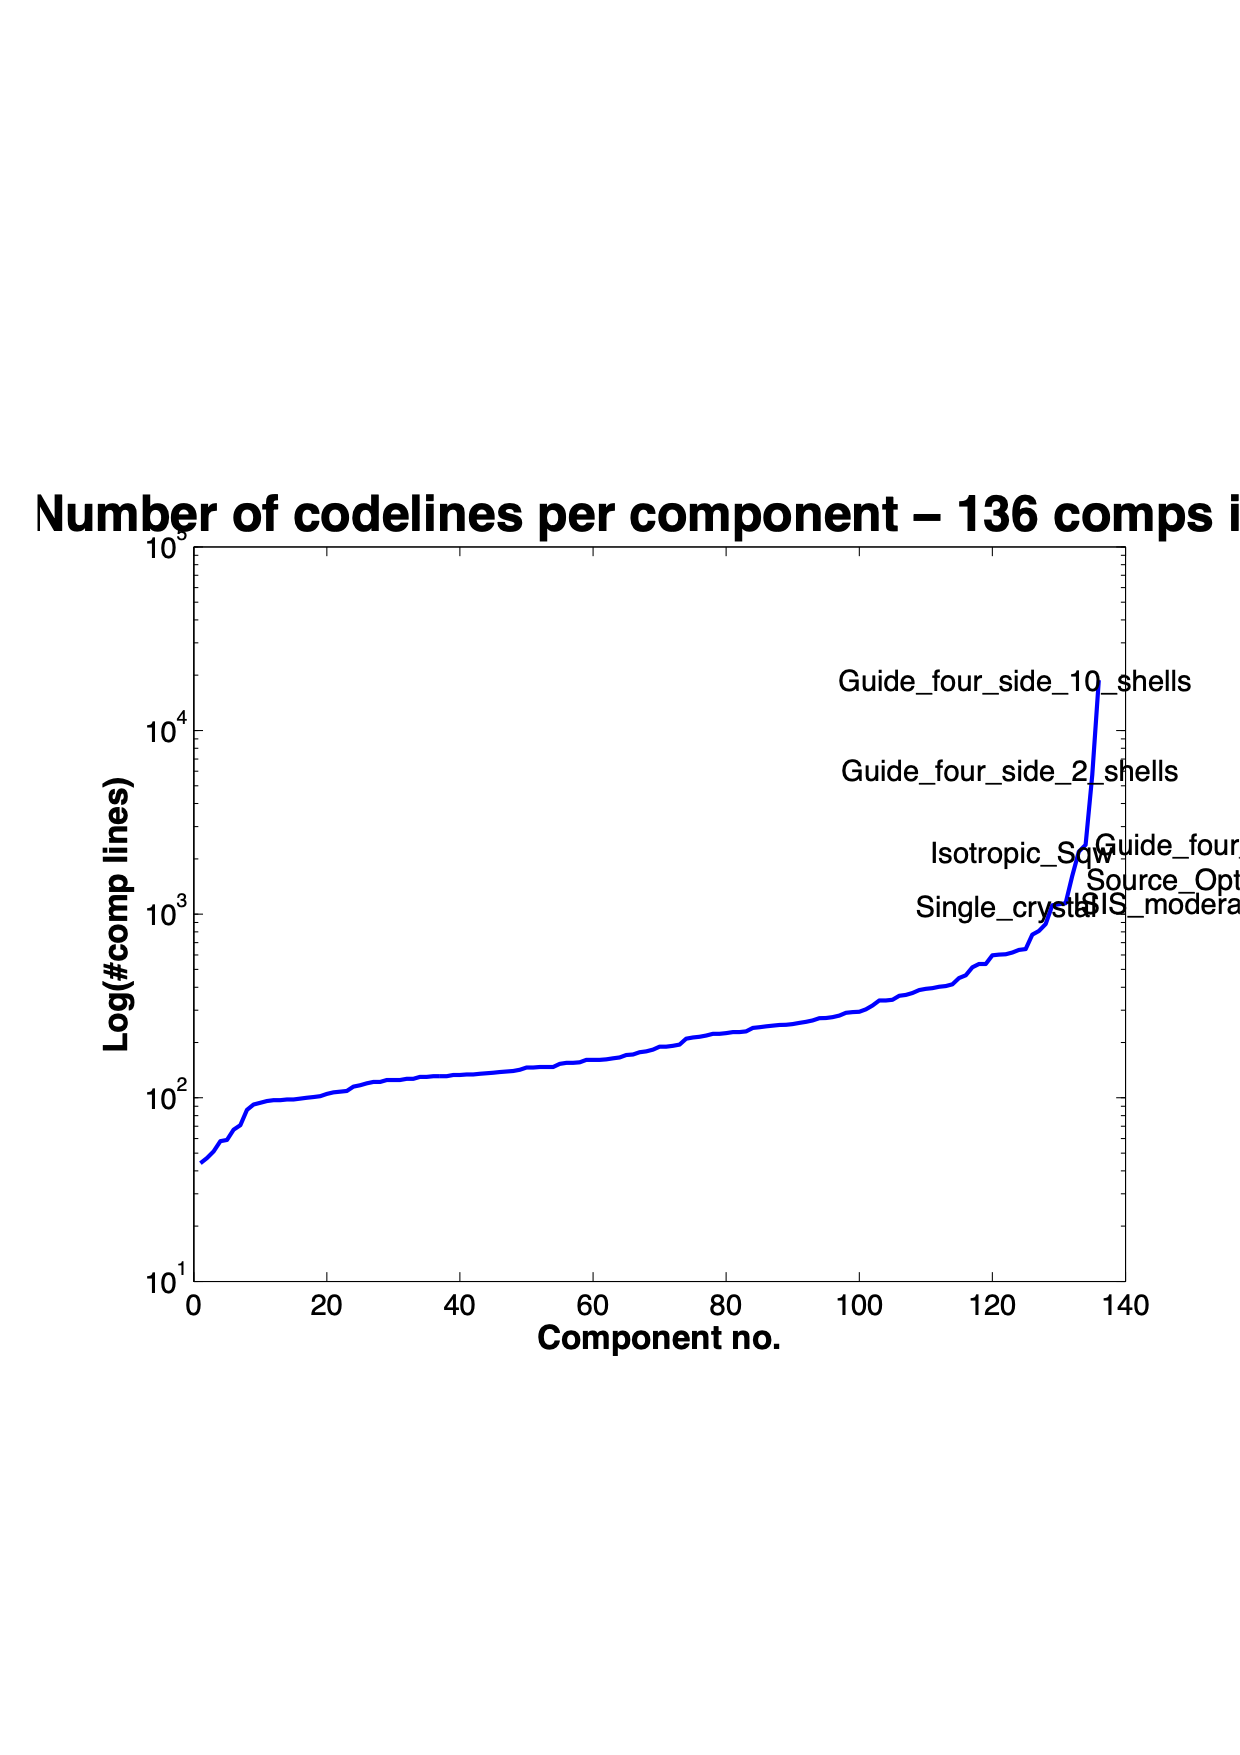 Number of codelines per component – 136 comps i
10^5
Guide_four_side_10_shells
10^4
Guide_four_side_2_shells
Guide_four_
Isotropic_Sqw
Source_Opt
ISIS_modera
Single_crystal
10^3
10^2
10^1
Log(#comp lines)
0 20 40 60 80 100 120 140
Component no.